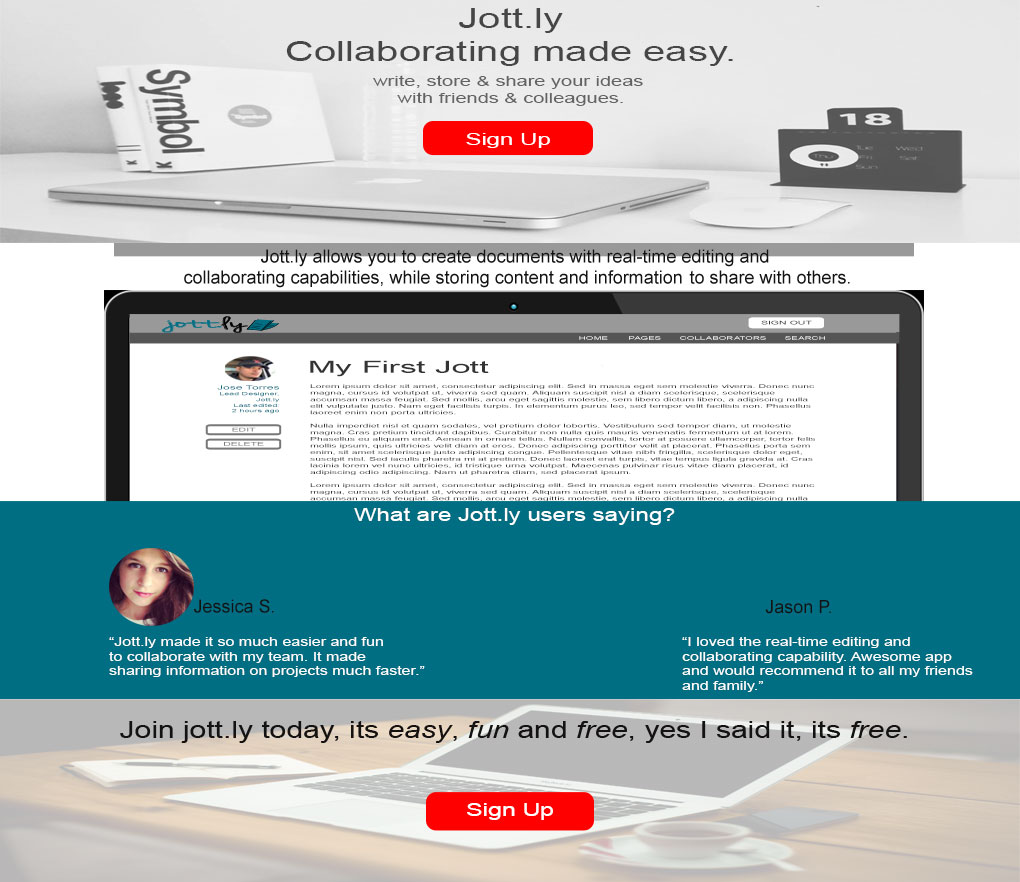 Jott.ly
Collaborating made easy.
write, store & share your ideas
with friends & colleagues.
Sign Up
Symbol
logo
18
Thu
Tue
Wed
Fri
Sat
Sun
Jott.ly allows you to create documents with real-time editing and
collaborating capabilities, while storing content and information to share with others.
jottly
SIGN OUT
HOME PAGES COLLABORATORS SEARCH
Jose Torres
Lead Designer.
Jott.ly
Last edited.
2 hours ago
EDIT
DELETE
My First Jott
Lorem ipsum dolor sit amet, consectetur adipiscing elit. Sed in massa eget sem molestie viverra. Donec nunc
magna, cursus id volutpat ut, viverra sed quam. Aliquam suscipit nisl a diam scelerisque, scelerisque
accumsan massa feugiat. Sed mollis, arcu eget sagittis molestie, sem libero dictum libero, a adipiscing nulla
elit vulputate justo. Nam eget facilisis turpis. In elementum purus leo, sed tempor velit facilisis non. Phasellus
laoreet enim non porta ultricies.
Nulla imperdiet nisl et quam sodales, vel pretium dolor lobortis. Vestibulum sed tempor diam, ut molestie
magna. Cras pretium tincidunt dapibus. Curabitur non nulla quis mauris venenatis fermentum ut at lorem.
Phasellus eu aliquam erat. Aenean in ornare tellus. Nullam convallis, tortor at posuere ullamcorper, tortor felis
mollis ipsum, quis ultricies velit diam at eros. Donec adipiscing porttitor velit at placerat. Phasellus porta sem
enim, sil amet scelerisque justo adipiscing congue. Pellentesque vitae nibh fringilla, scelerisque dolor eget,
suscipit nisl. Sed iaculis pharetra mi at pretium. Donec laoreet erat turpis, vitae tempus ligula gravida at. Cras
lacinia lorem vel nunc ultricies, id tristique urna volutpat. Maecenas pulvinar risus vitae diam placerat, id
adipiscing odio adipiscing. Nam ut pharetra diam, sed placerat ipsum.
Lorem ipsum dolor sit amet, consectetur adipiscing elit. Sed in massa eget sem molestie viverra. Donec nunc
magna, cursus id volutpat ut, viverra sed quam. Aliquam suscipit nisl a diam scelerisque, scelerisque
accumsan massa feugiat. Sed mollis, arcu eget sagittis molestie, sem libero dictum libero, a adipiscing nulla
What are Jott.ly users saying?
Jessica S.
“Jott.ly made it so much easier and fun
to collaborate with my team. It made
sharing information on projects much faster.”
Jason P.
“I loved the real-time editing and
collaborating capability. Awesome app
and would recommend it to all my friends
and family.”
Join jott.ly today, its easy, fun and free, yes I said it, its free.
Sign Up